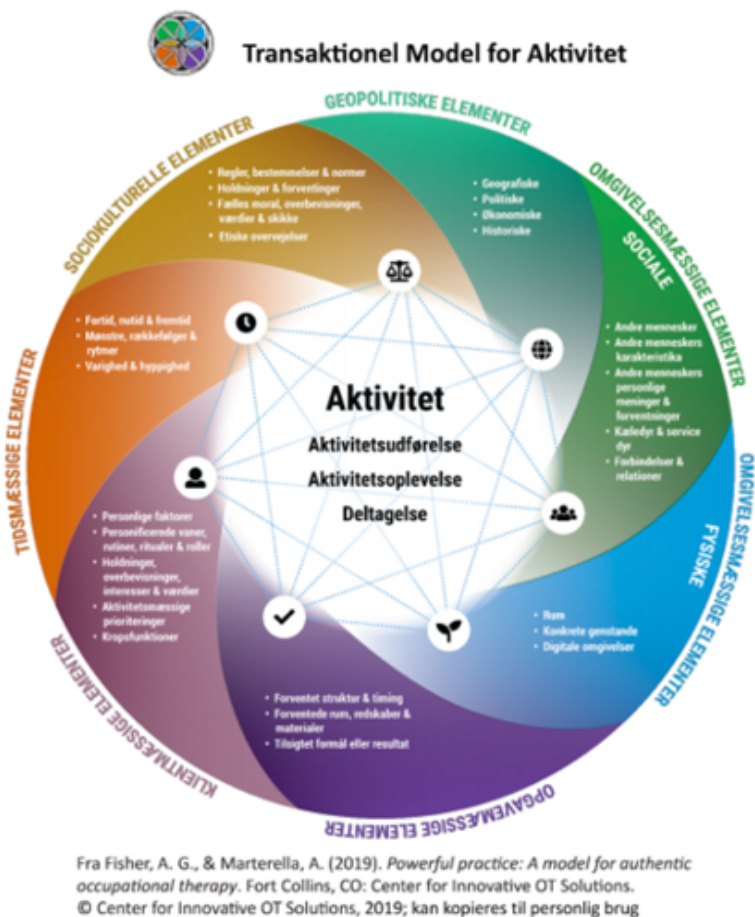 Transaktionel Model for Aktivitet
GEOPOLITISKE ELEMENTER
• Geografiske
• Politiske
• Økonomiske
• Historiske
OMGIVELSESMÆSSIGE ELEMENTER
SOCIALE
• Andre mennesker
• Andre menneskers
karakteristika
• Andre menneskers
personlige
meninger &
forventninger
• Kæledyr & service
dyr
• Forbindelser &
relationer
OMGIVELSESMÆSSIGE ELEMENTER
FYSISKE
• Rum
• Konkrete genstande
• Digitale omgivelser
OPGAVEMÆSSIGE ELEMENTER
• Forventet struktur & timing
• Forventede rum, redskaber &
materialer
• Tilsigtet formål eller resultat
KLIENTMÆSSIGE ELEMENTER
• Personlige faktorer
• Personificerede vaner,
rutiner, ritualer & roller
• Holdninger,
overbevisninger,
interesser & værdier
• Aktivitetsmæssige
prioriteringer
• Kropsfunktioner
TIDSMÆSSIGE ELEMENTER
• Fortid, nutid & fremtid
• Mønstre, rækkefølger &
rytmer
• Varighed & hyppighed
SOCIOKULTURELLE ELEMENTER
• Regler, bestemmelser & normer
• Holdninger & forventinger
• Fælles moral, overbevisninger,
værdier & skikke
• Etiske overvejelser
Aktivitet
Aktivitetsudførelse
Aktivitetsoplevelse
Deltagelse
Fra Fisher, A. G., & Marterella, A. (2019). Powerful practice: A model for authentic
occupational therapy. Fort Collins, CO: Center for Innovative OT Solutions.
© Center for Innovative OT Solutions, 2019; kan kopieres til personlig brug